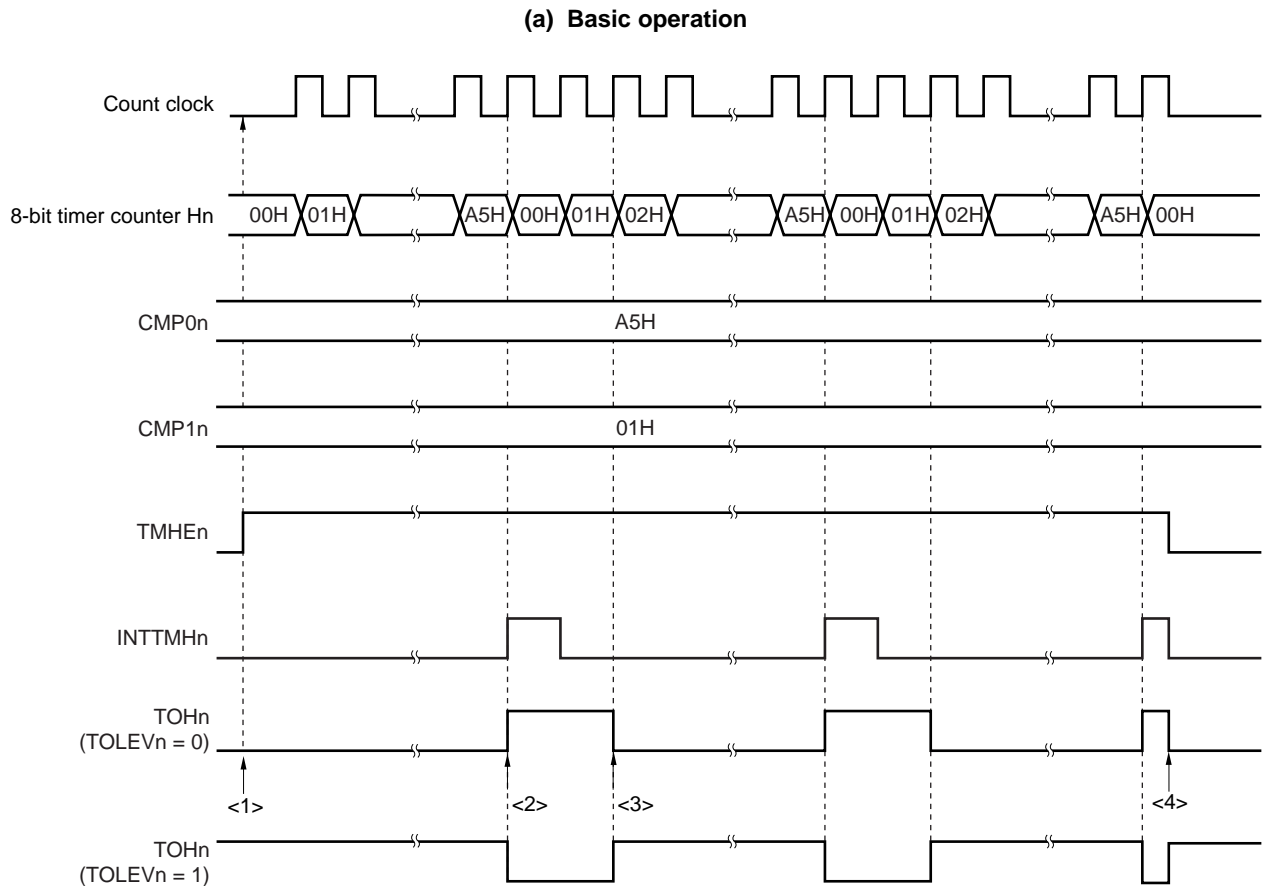 (a) Basic operation
Count clock
8-bit timer counter Hn
00H 01H A5H 00H 01H 02H A5H 00H 01H 02H A5H 00H
CMP0n
A5H
CMP1n
01H
TMHEn
INTTMHn
TOHn
(TOLEVn = 0)
<1> <2> <3> <4>
TOHn
(TOLEVn = 1)